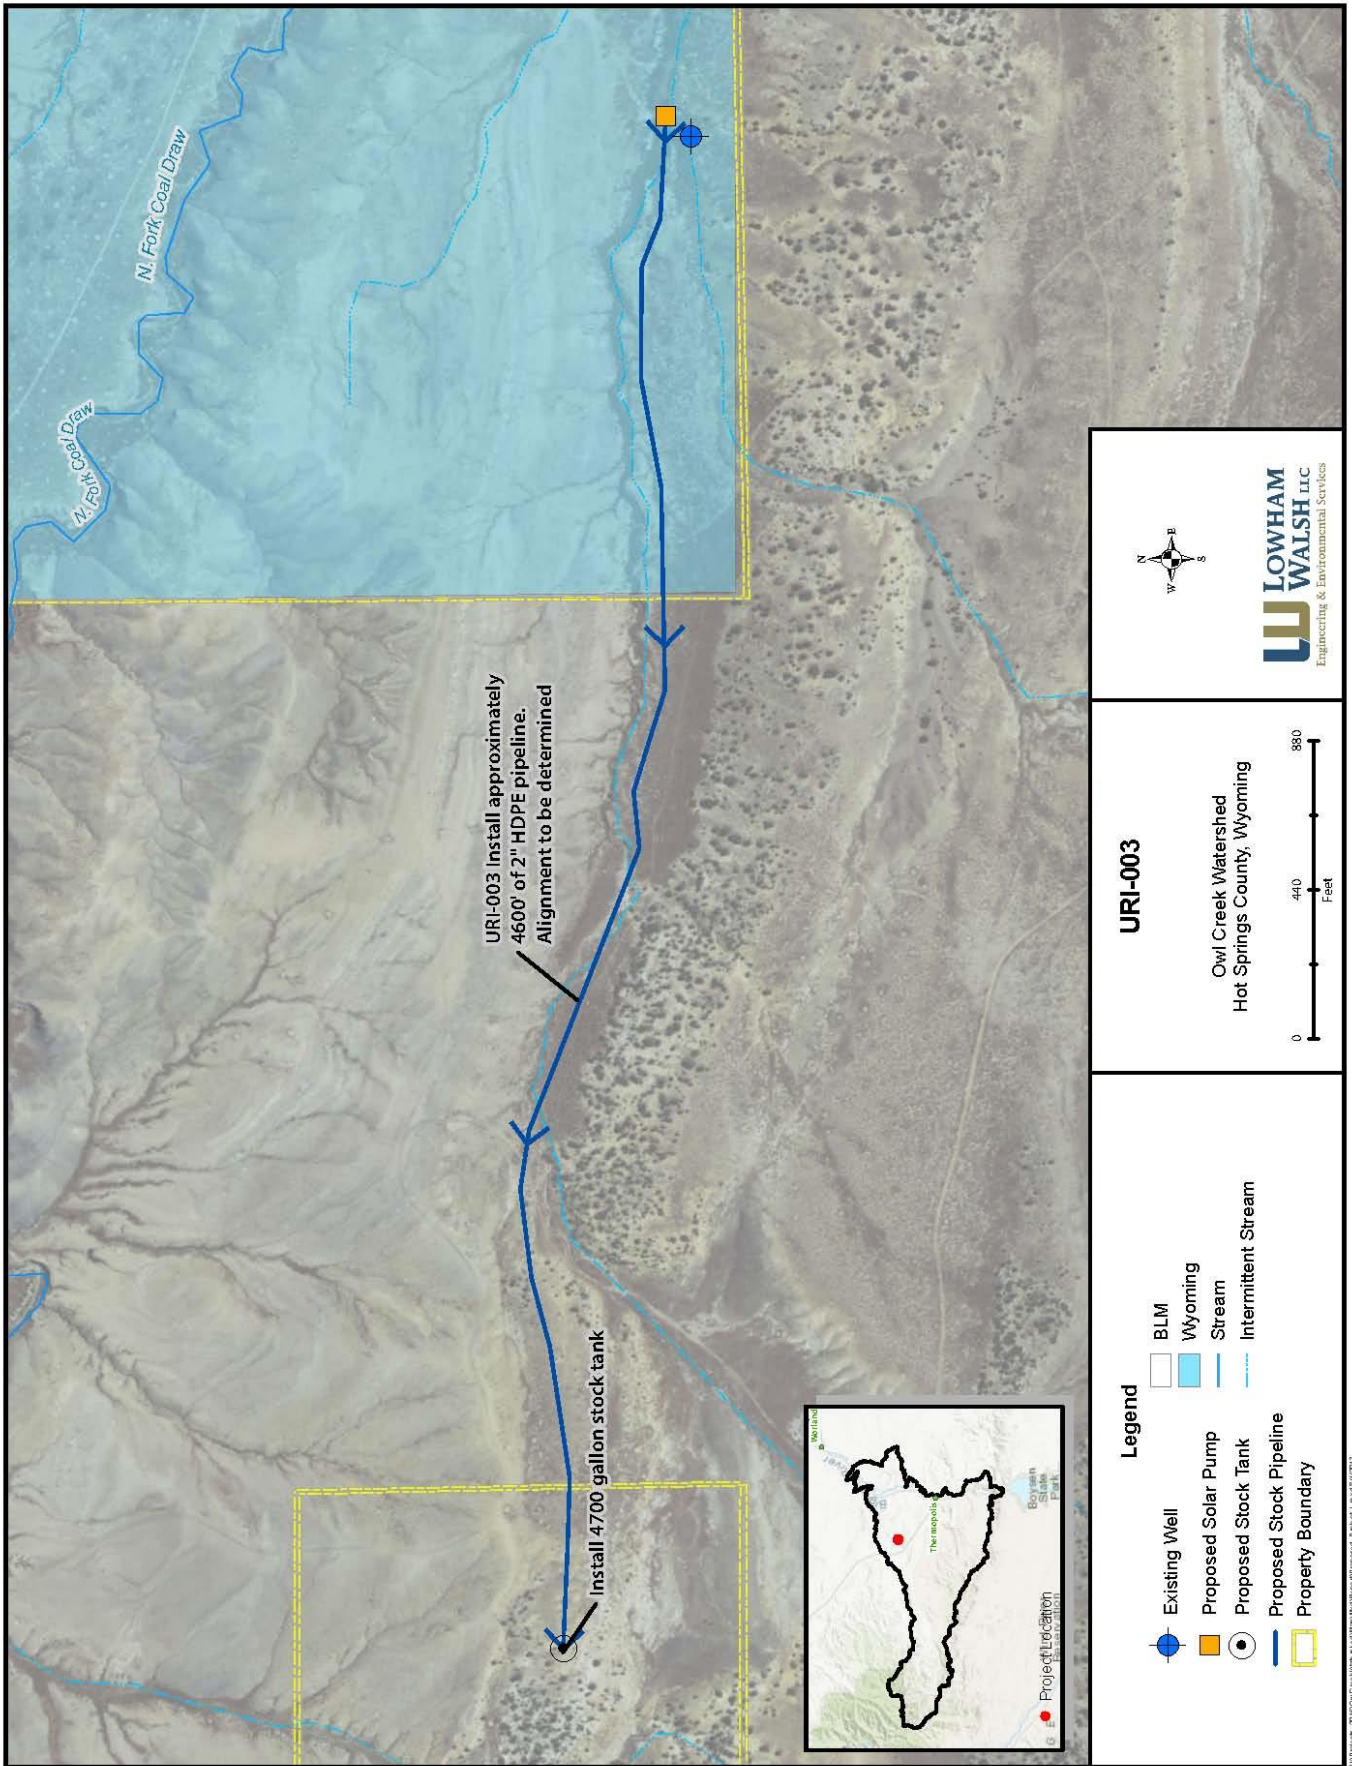 N. Fork Coal Draw
N. Fork Coal Draw
URI-003 Install approximately
4600' of 2" HDPE pipeline.
Alignment to be determined
Install 4700 gallon stock tank
Worland
Thermopolis
Boysen
State
Park
Project Location
Legend
Existing Well
Proposed Solar Pump
Proposed Stock Tank
Proposed Stock Pipeline
Property Boundary
BLM
Wyoming
Stream
Intermittent Stream
URI-003
Owl Creek Watershed
Hot Springs County, Wyoming
0 440 880
Feet
N
W E
S
LOWHAM
WALSH LLC
Engineering & Environmental Services